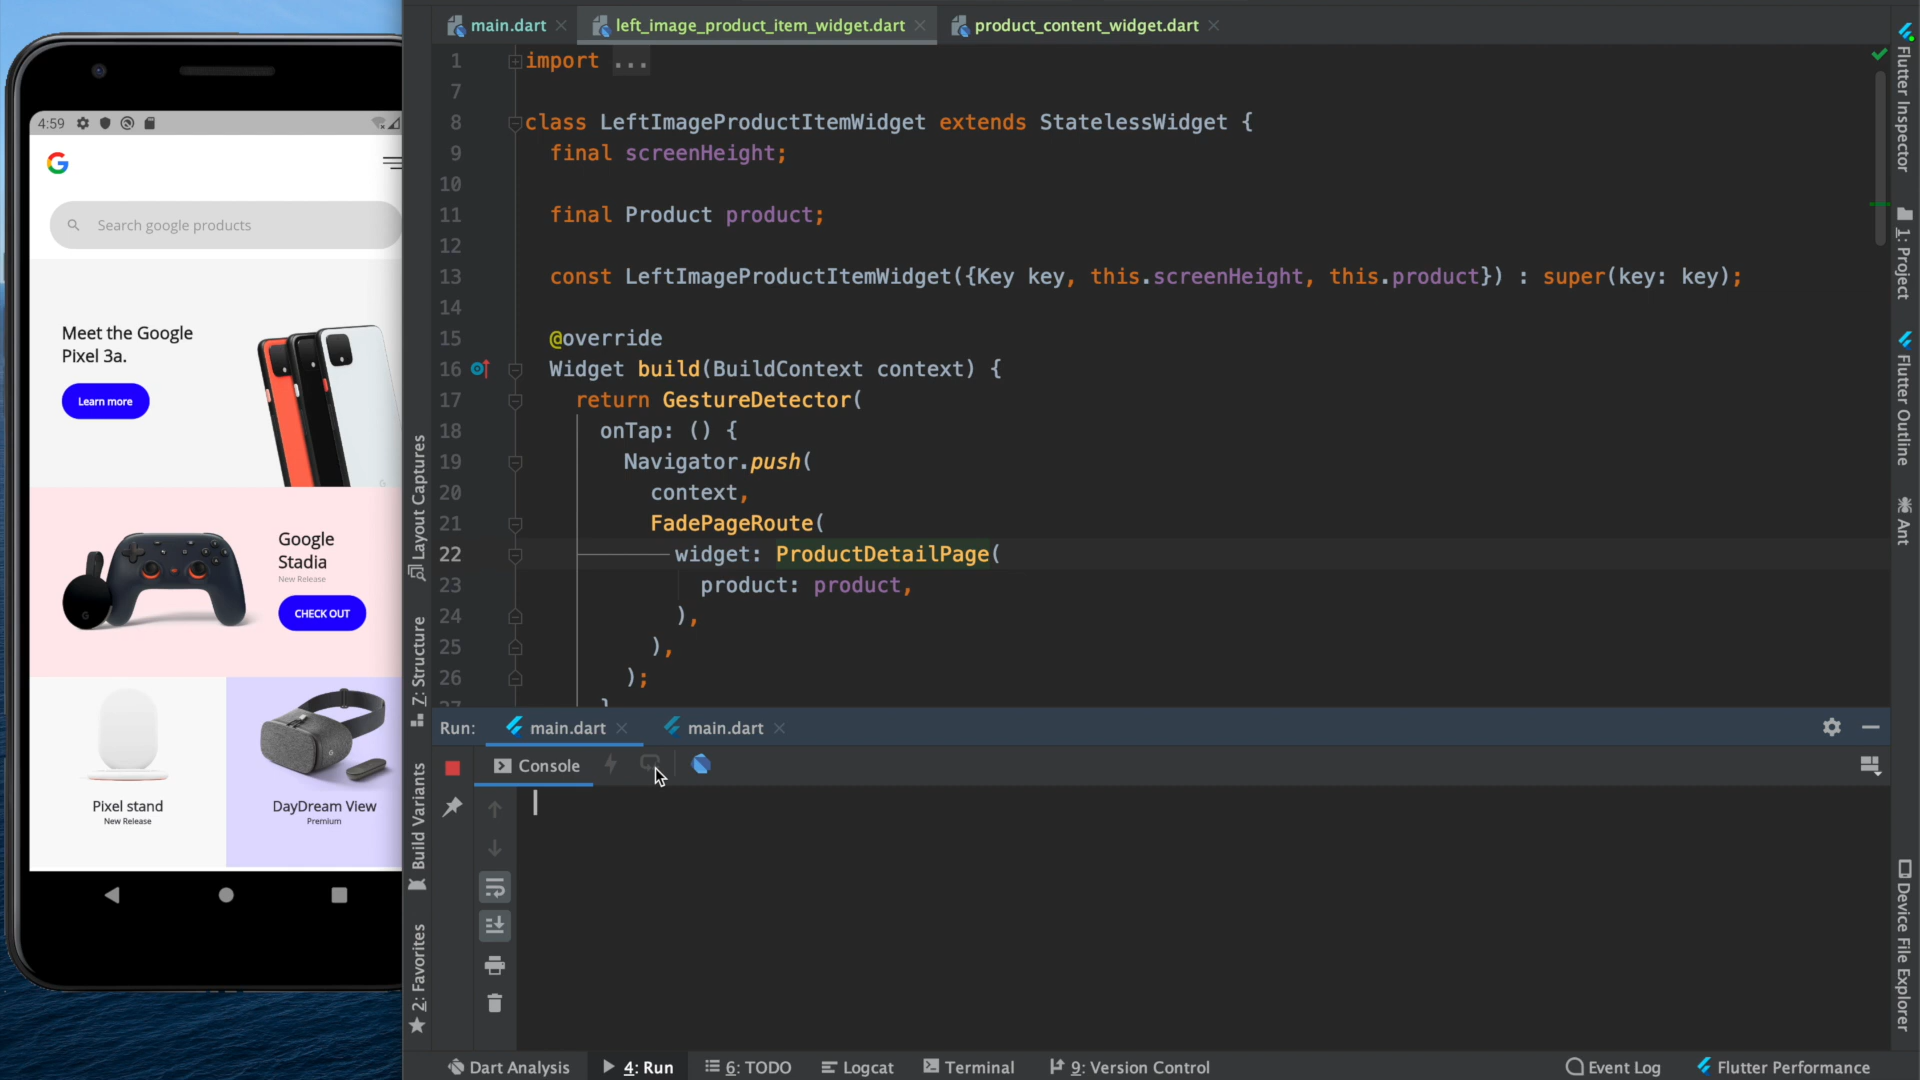 main.dart
left_image_product_item_widget.dart
product_content_widget.dart
4:59
Search google products
Meet the Google
Pixel 3a.
Learn more
Google
Stadia
New Release
CHECK OUT
Pixel stand
New Release
DayDream View
Premium
Layout Captures
Z: Structure
Build Variants
2: Favorites
1 import ...
7
8 class LeftImageProductItemWidget extends StatelessWidget {
9 final screenHeight;
10
11 final Product product;
12
13 const LeftImageProductItemWidget({Key key, this.screenHeight, this.product}) : super(key: key);
14
15 @override
16 Widget build(BuildContext context) {
17 return GestureDetector(
18 onTap: () {
19 Navigator.push(
20 context,
21 FadePageRoute(
22 widget: ProductDetailPage(
23 product: product,
24 ),
25 ),
26 );
27 }
Run: main.dart main.dart
Console
Flutter Inspector
1: Project
Flutter Outline
Ant
Device File Explorer
Dart Analysis
4: Run
6: TODO
Logcat
Terminal
9: Version Control
Event Log
Flutter Performance